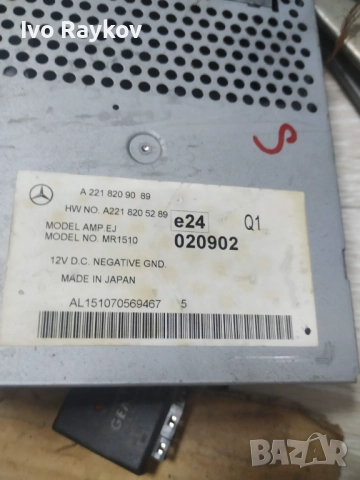 Ivo Raykov
S
A 221 820 90 89
HW NO. A221 820 52 89
MODEL AMP EJ
MODEL NO. MR1510
e24
020902
Q1
12V D.C. NEGATIVE GND.
MADE IN JAPAN
AL151070569467 5
BAZAR